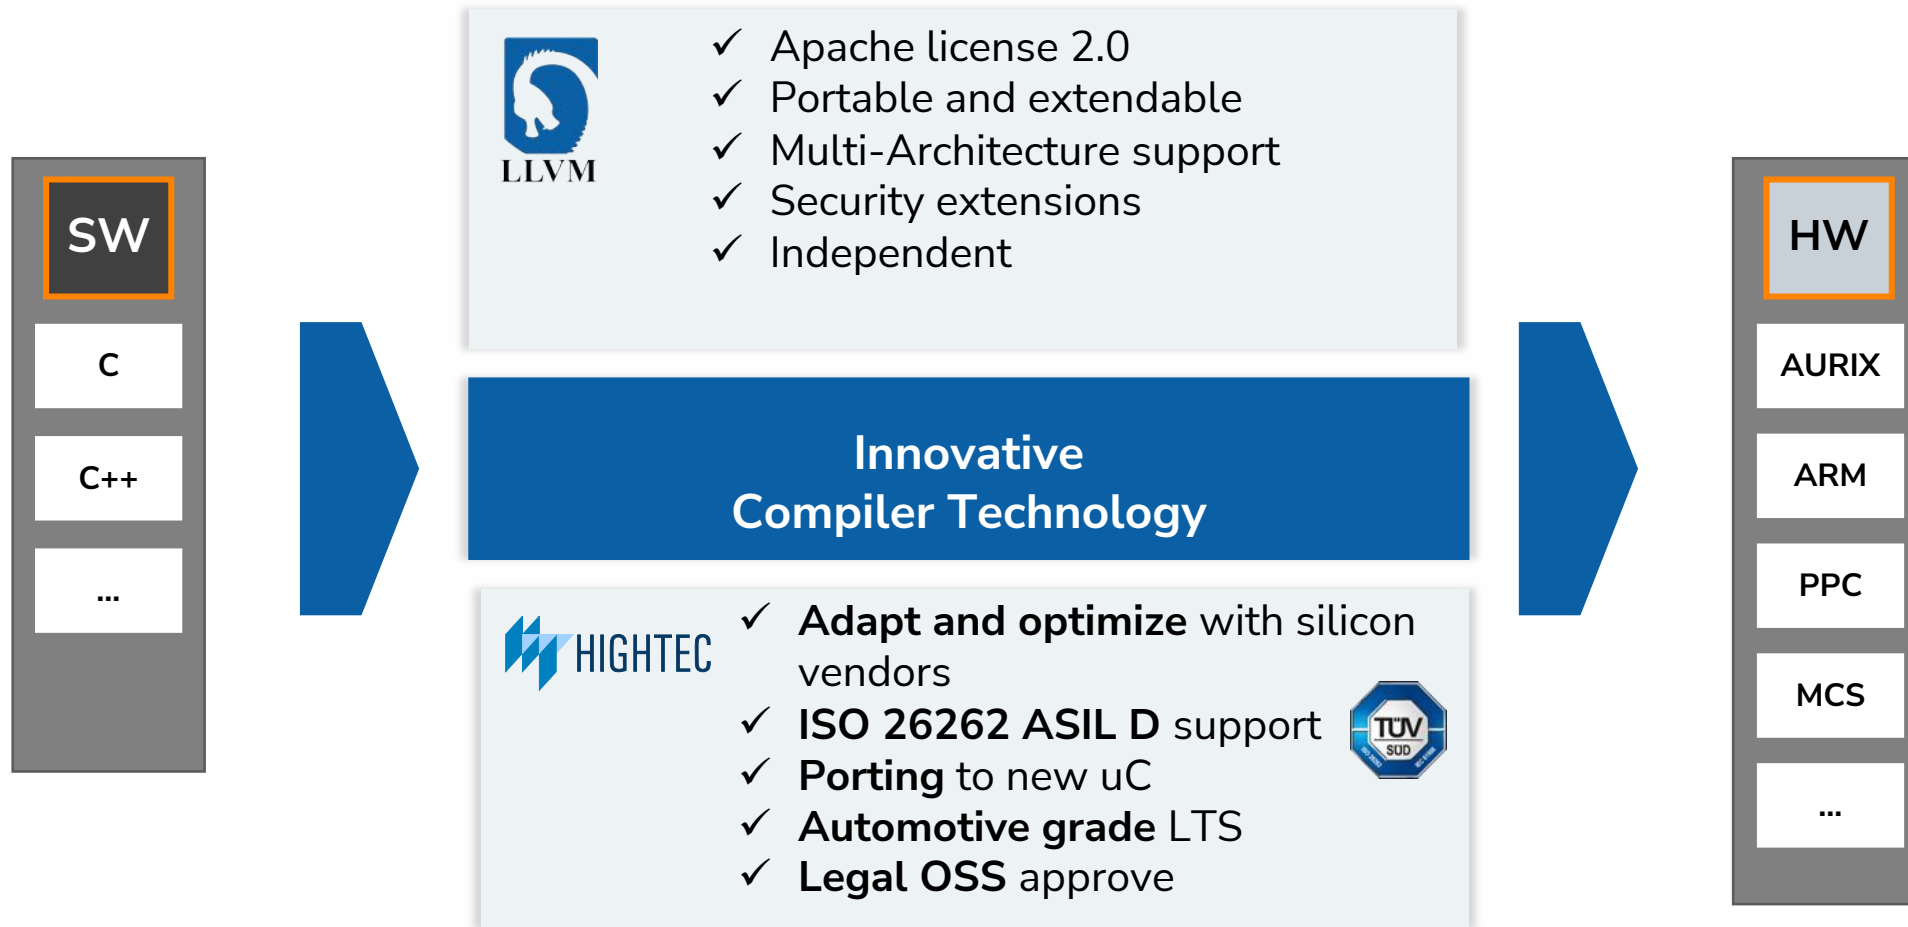 SW
C
C++
...
LLVM
✓ Apache license 2.0
✓ Portable and extendable
✓ Multi-Architecture support
✓ Security extensions
✓ Independent
Innovative
Compiler Technology
HIGHTEC
✓ Adapt and optimize with silicon
vendors
✓ ISO 26262 ASIL D support
✓ Porting to new uC
✓ Automotive grade LTS
✓ Legal OSS approve
TÜV
SÜD
HW
AURIX
ARM
PPC
MCS
...